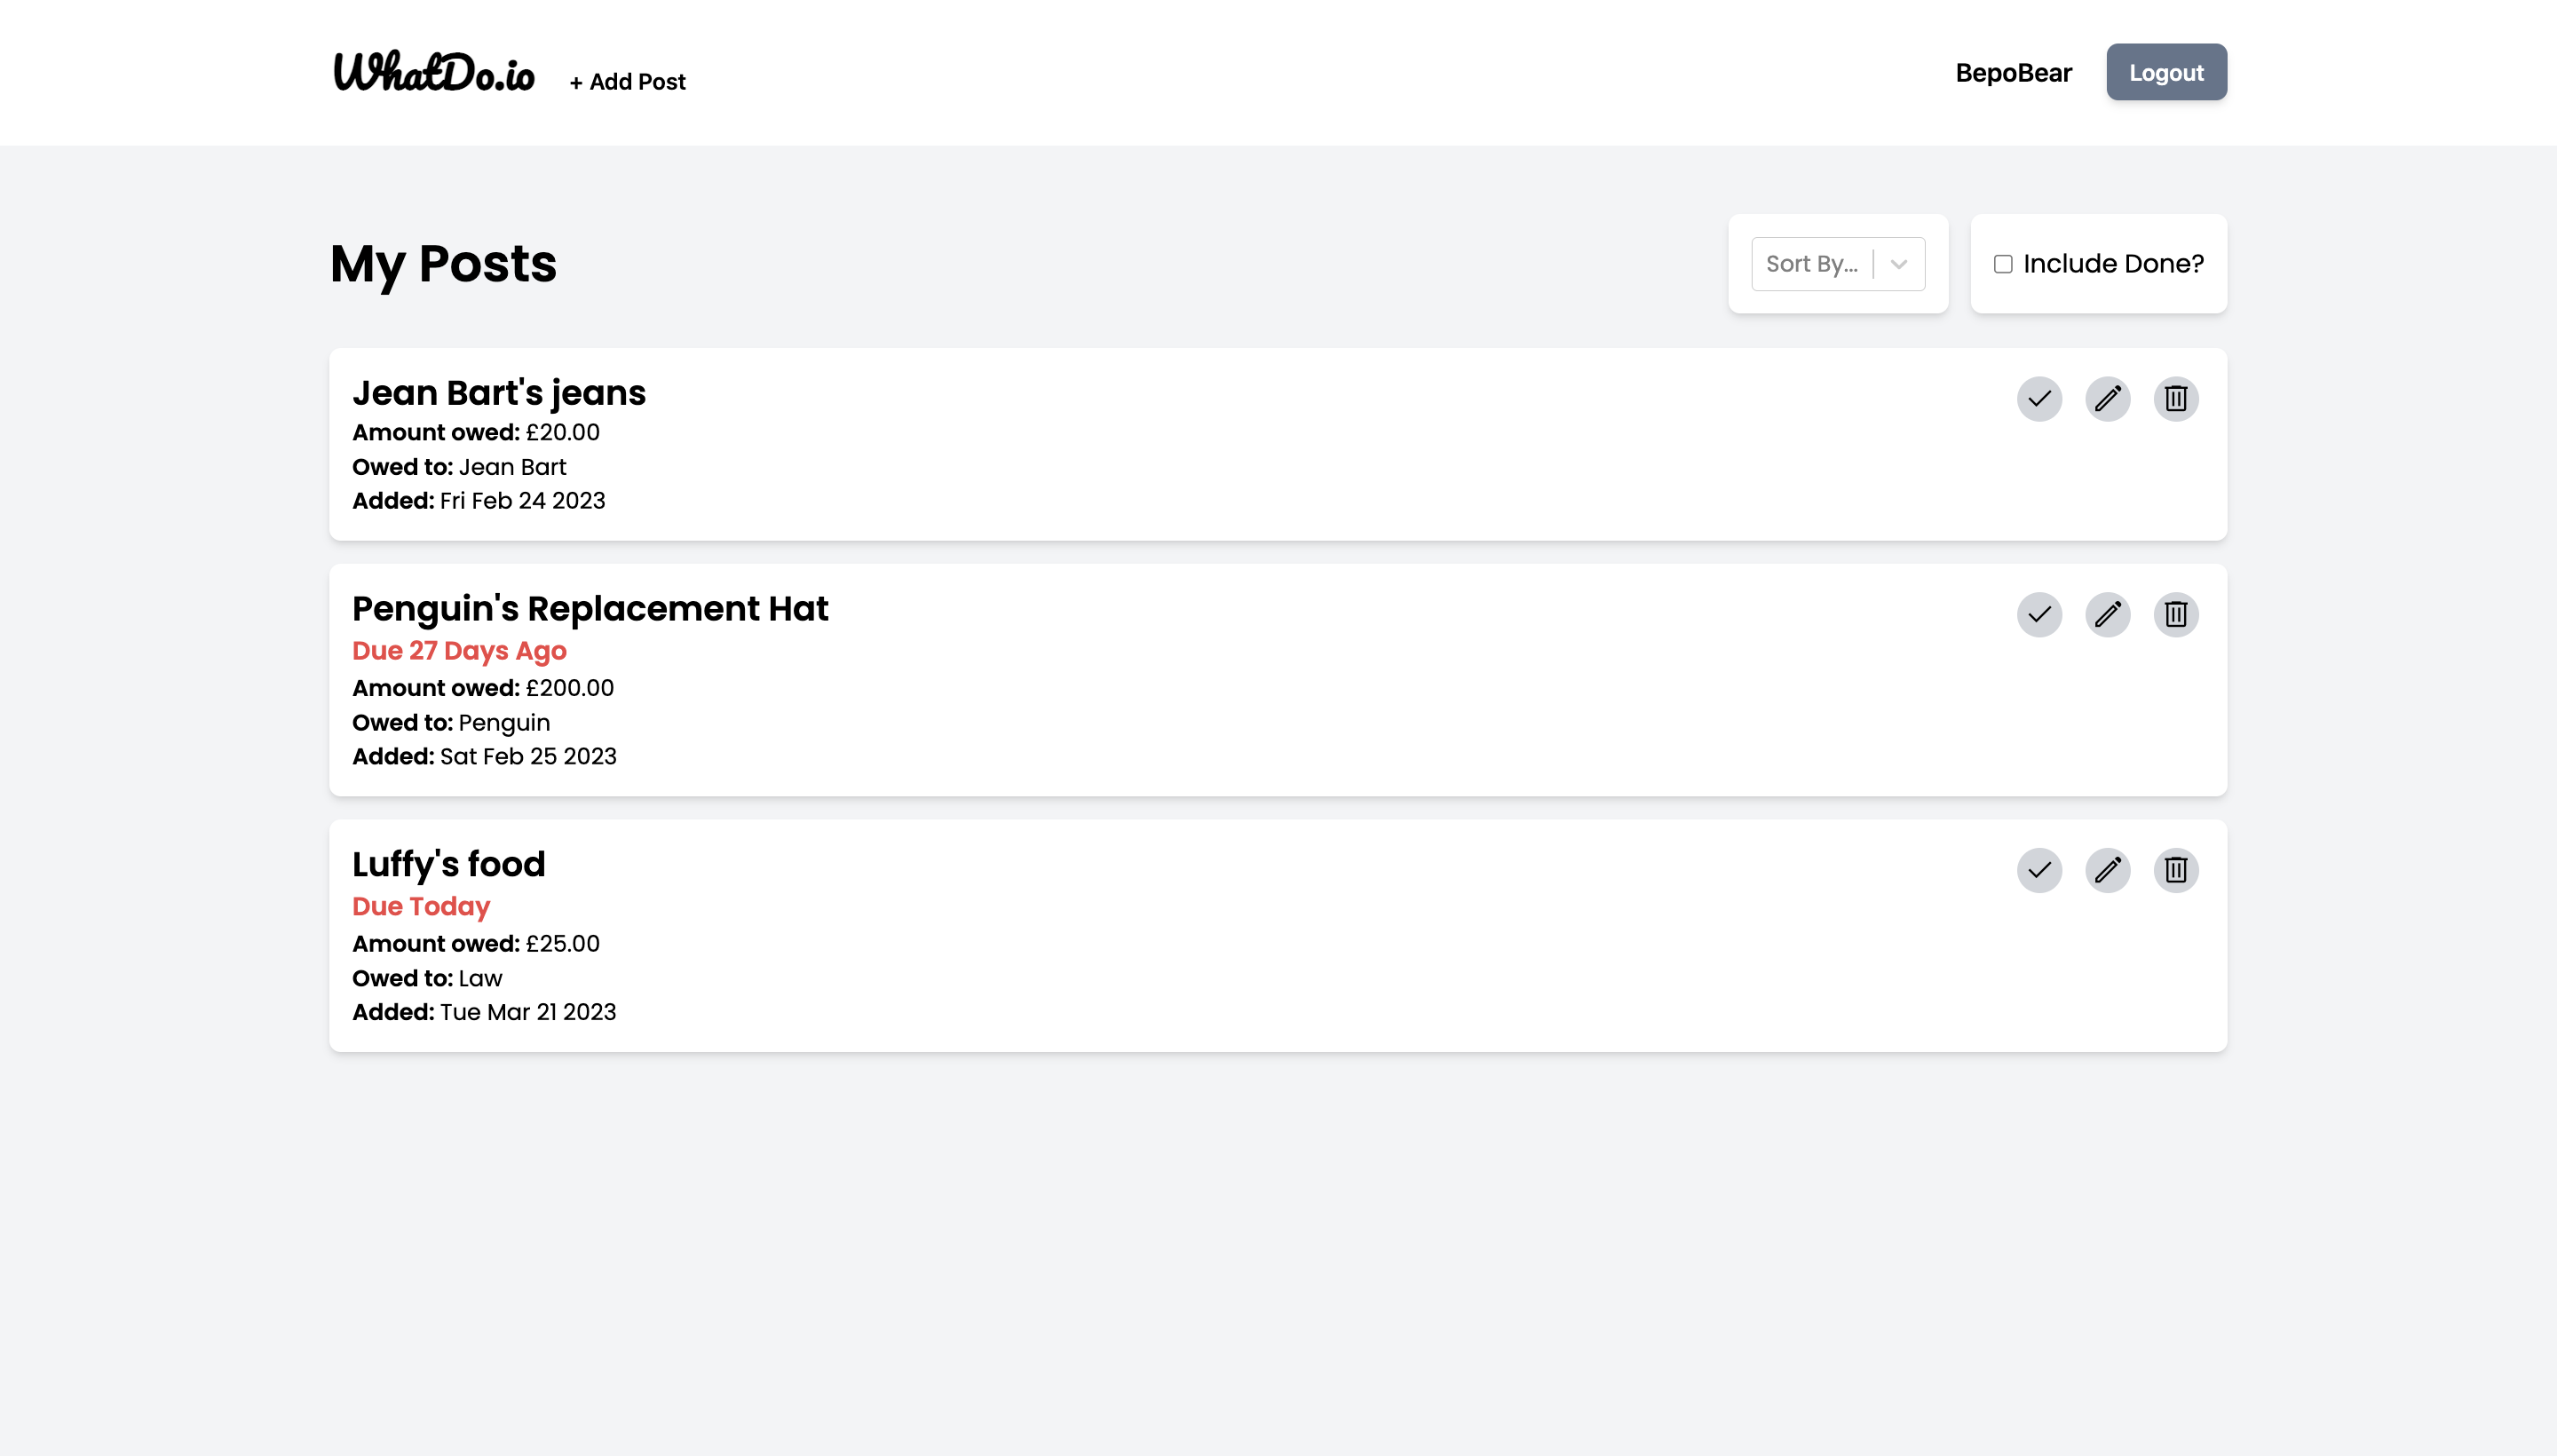 WhatDo.io
+ Add Post
BepoBear
Logout
My Posts
Sort By...
Include Done?
Jean Bart's jeans
Amount owed: £20.00
Owed to: Jean Bart
Added: Fri Feb 24 2023
Penguin's Replacement Hat
Due 27 Days Ago
Amount owed: £200.00
Owed to: Penguin
Added: Sat Feb 25 2023
Luffy's food
Due Today
Amount owed: £25.00
Owed to: Law
Added: Tue Mar 21 2023